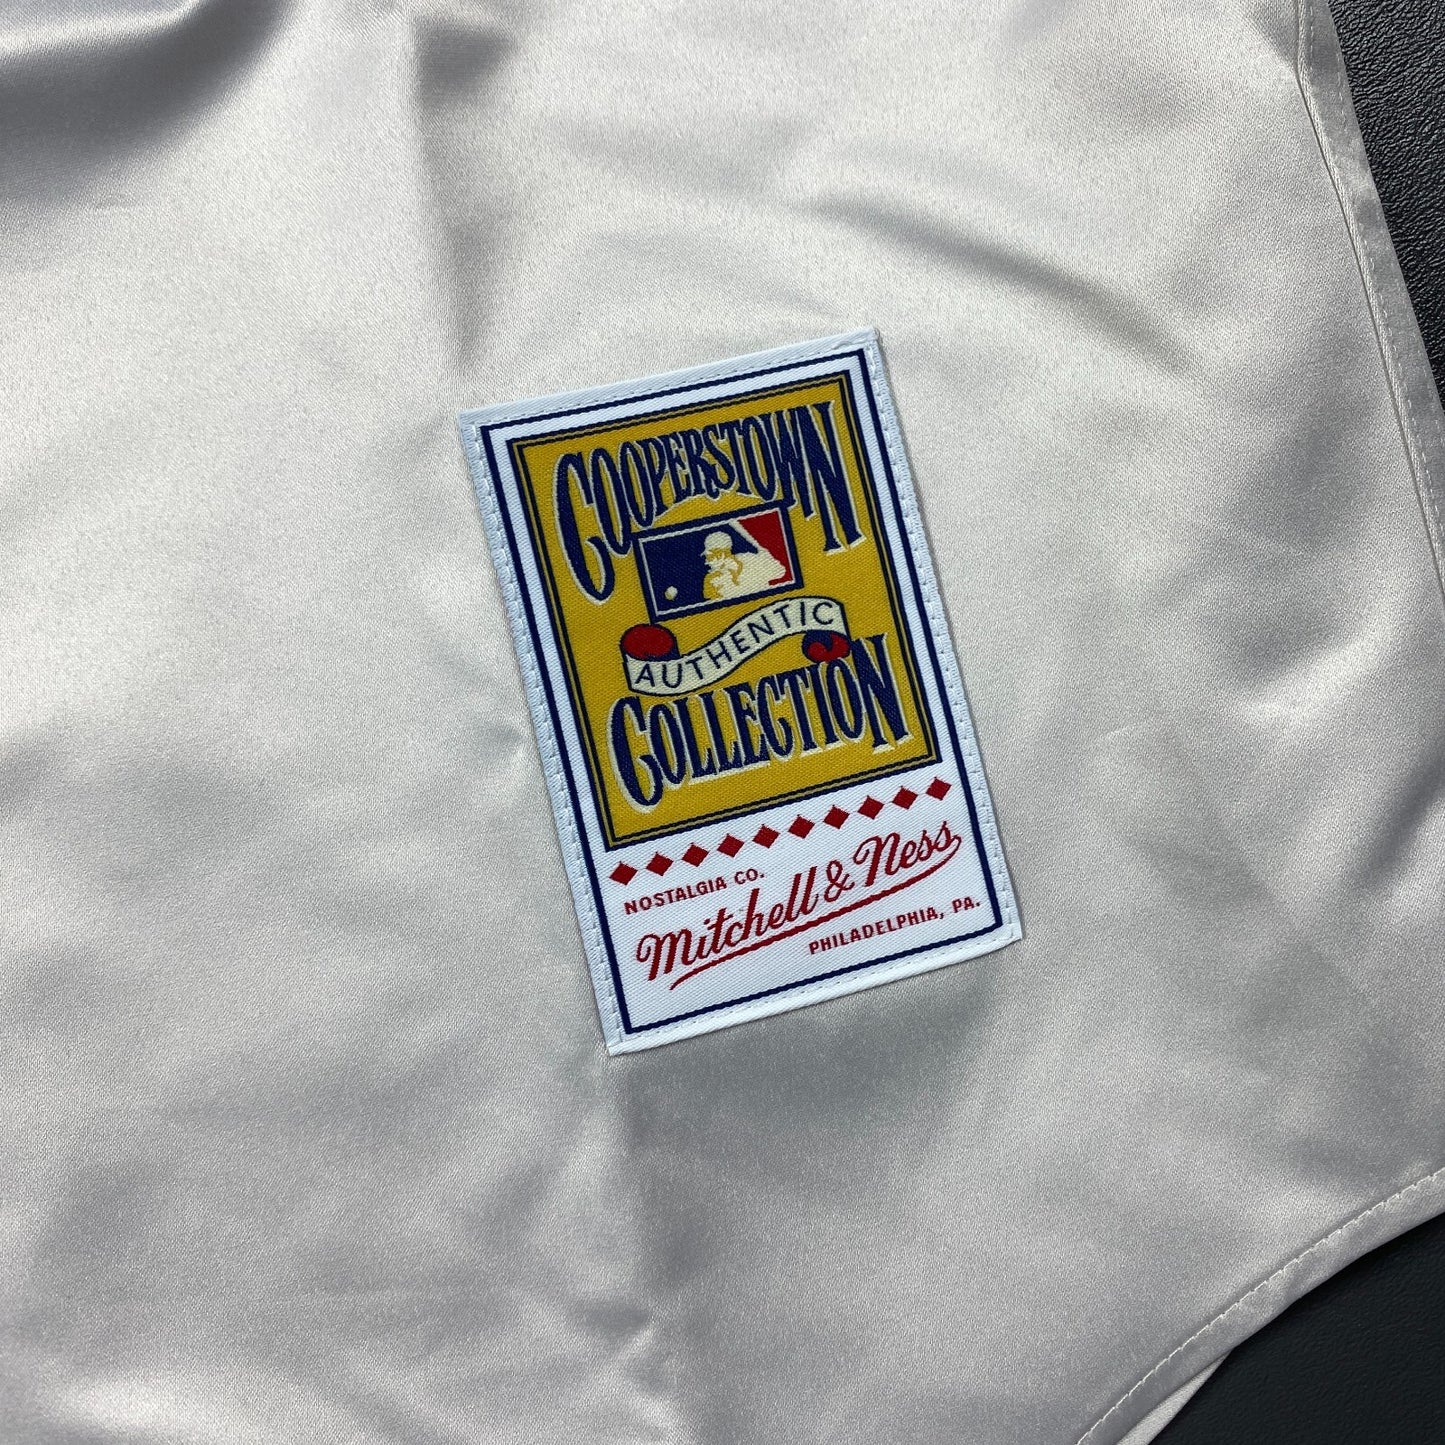 COOPERSTOWN
AUTHENTIC
COLLECTION
NOSTALGIA CO.
Mitchell & Ness
PHILADELPHIA, PA.